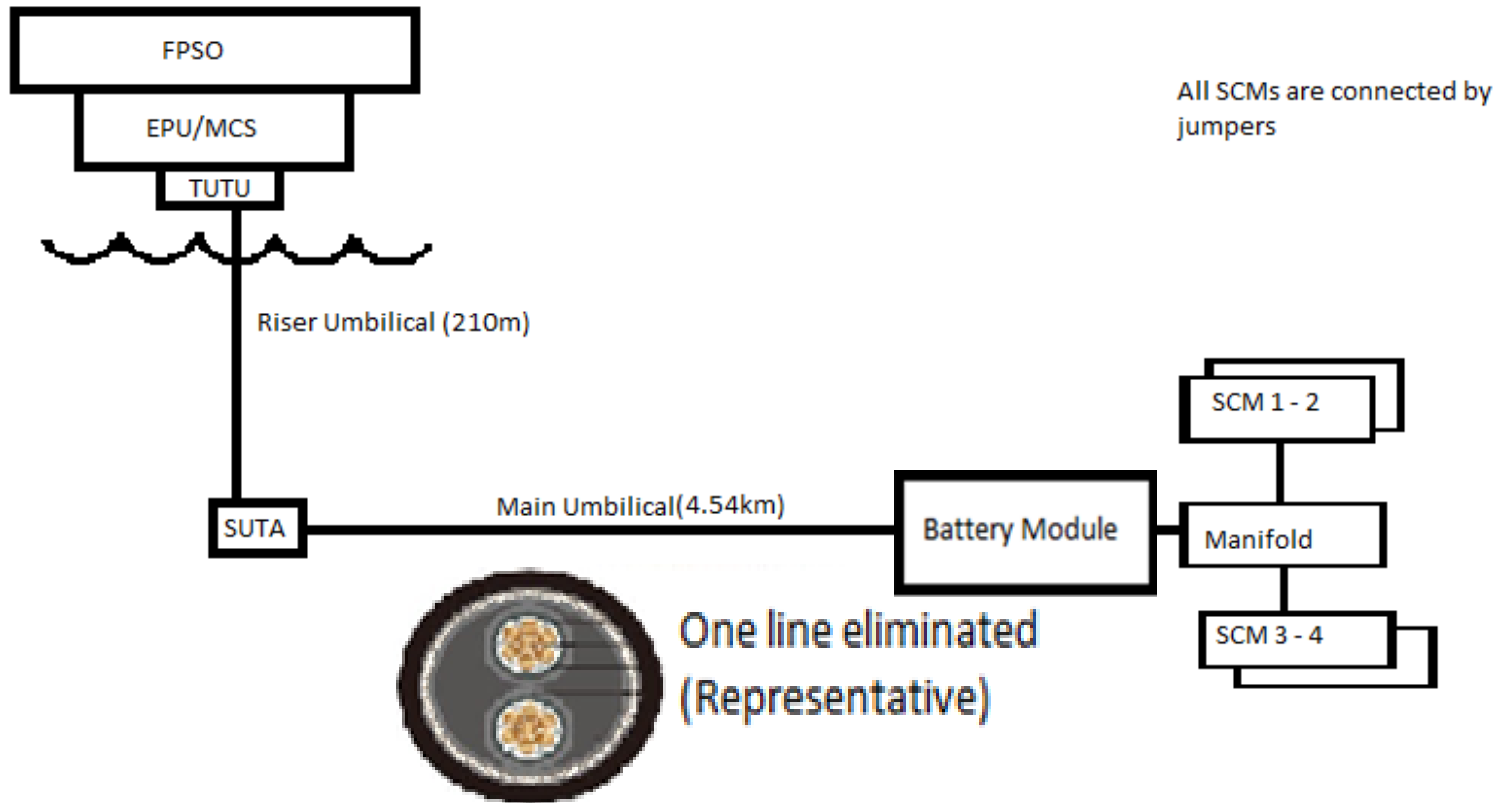 FPSO
EPU/MCS
TUTU
All SCMs are connected by
jumpers
Riser Umbilical (210m)
SCM 1 - 2
SUTA
Main Umbilical(4.54km)
Battery Module
Manifold
SCM 3 - 4
One line eliminated
(Representative)